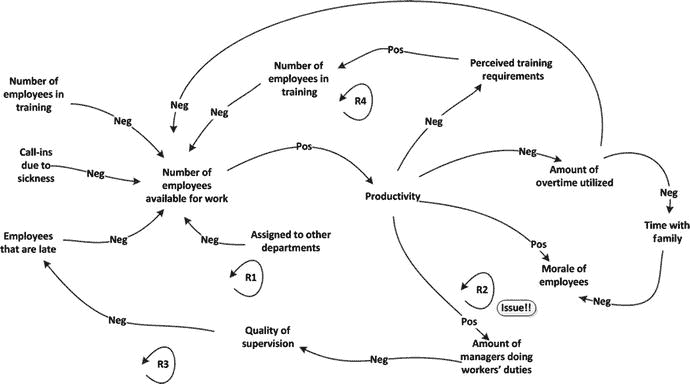 Number of
employees in
training
Neg
Number of
employees in
training
Pos
Perceived training
requirements
Neg
Neg
R4
Neg
Call-ins
due to
sickness
Neg
Number of
employees
available for work
Pos
Productivity
Neg
Amount of
overtime utilized
Neg
Time with
family
Employees
that are late
Neg
Neg
Assigned to other
departments
R1
Pos
Morale of
employees
Neg
R2
Issue!!
Pos
Amount of
managers doing
workers' duties
Neg
Quality of
supervision
Neg
R3